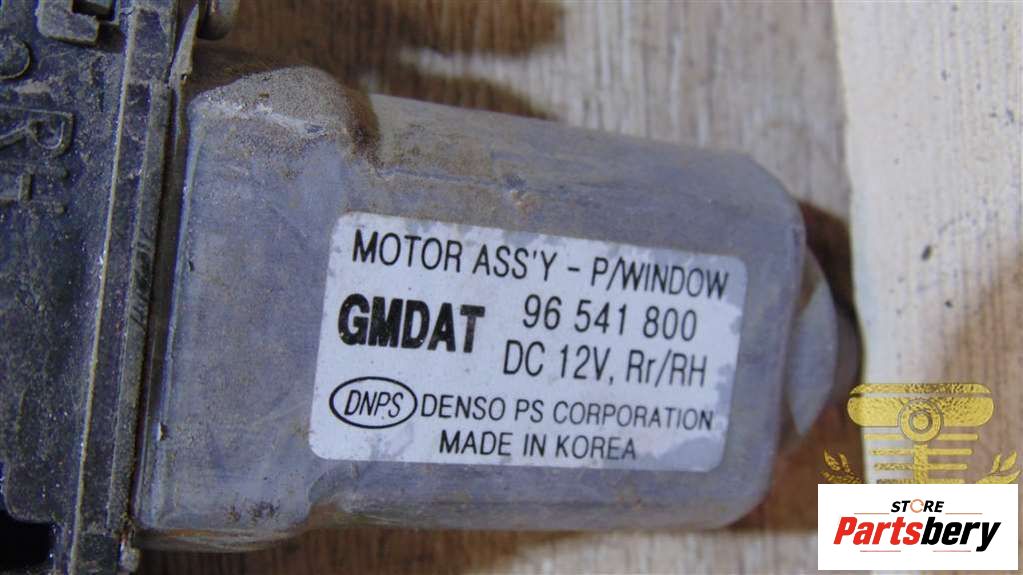 MOTOR ASS'Y - P/WINDOW
GMDAT 96 541 800
DC 12V, Rr/RH
DNPS DENSO PS CORPORATION
MADE IN KOREA
STORE
Partsbery